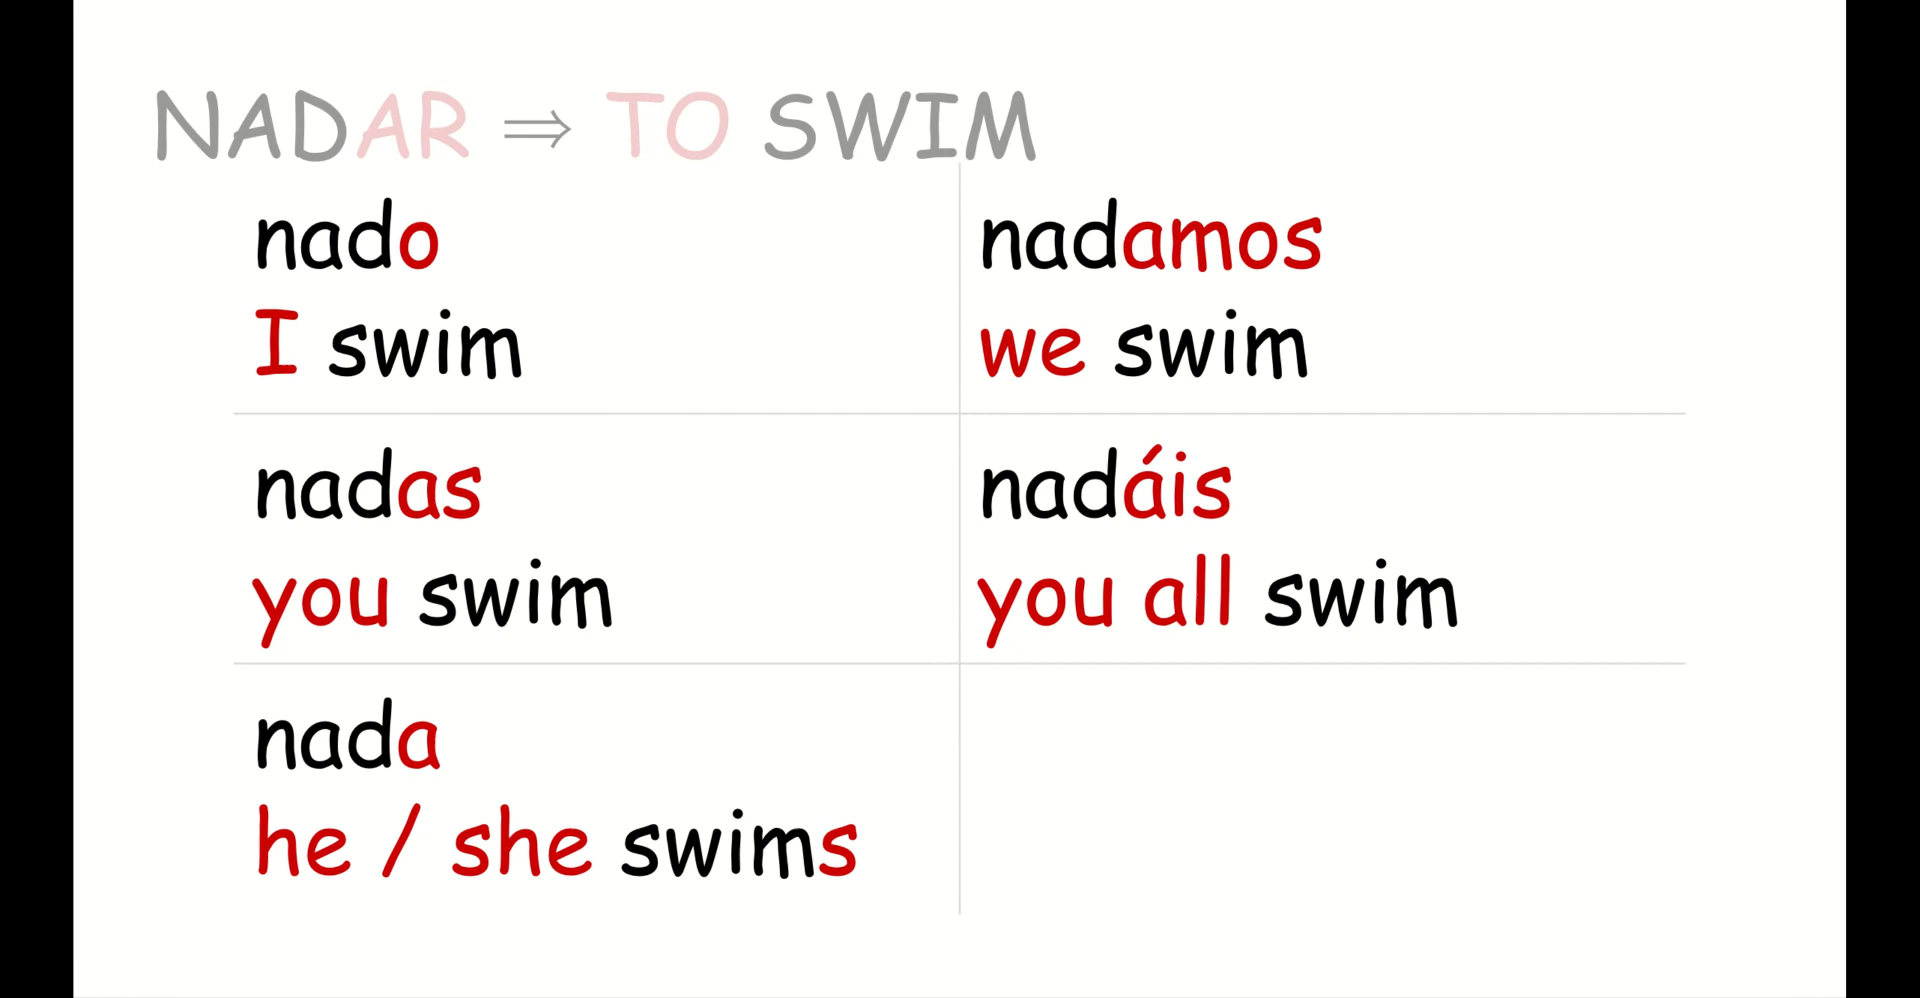 NADAR ⇒ TO SWIM
nado
I swim
nadas
you swim
nada
he / she swims
nadamos
we swim
nadáis
you all swim